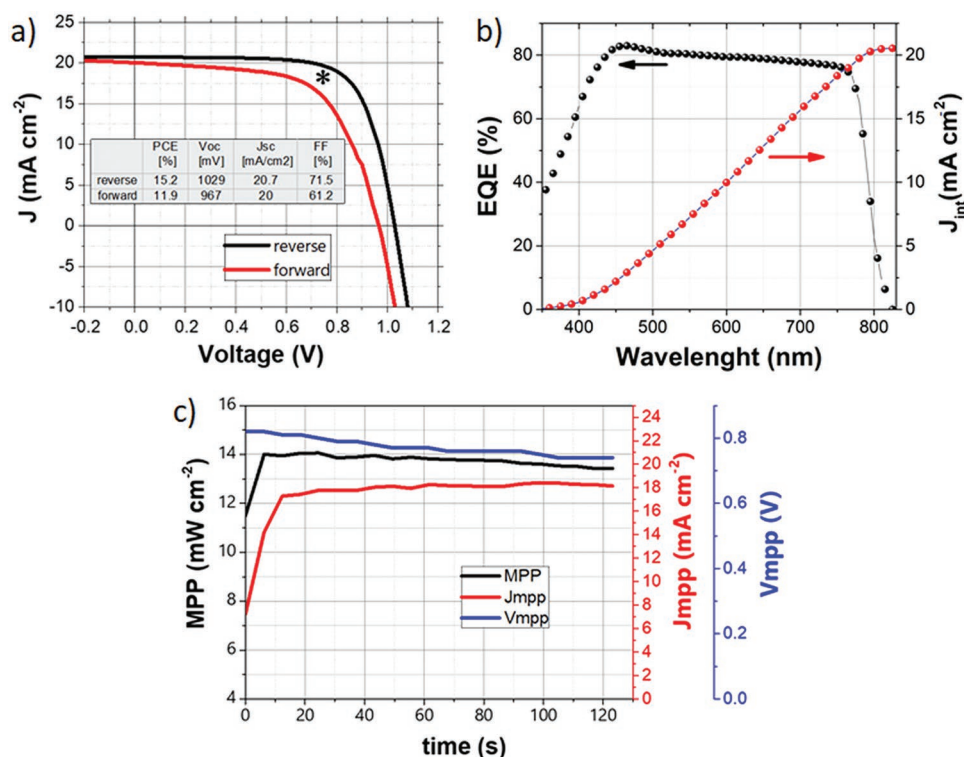 a)
J (mA cm-2)
25
20
15
10
5
0
-5
-10
*
PCE [%] Voc [mV] Jsc [mA/cm2] FF [%]
reverse 15.2 1029 20.7 71.5
forward 11.9 967 20 61.2
reverse
forward
-0.2 0.0 0.2 0.4 0.6 0.8 1.0 1.2
Voltage (V)
b)
EQE (%)
80
60
40
20
0
20
15
10
5
0
Jint(mA cm-2)
400 500 600 700 800
Wavelenght (nm)
c)
MPP (mW cm-2)
16
14
12
10
8
6
4
MPP
Jmpp
Vmpp
0 20 40 60 80 100 120
time (s)
24
22
20
18
16
14
12
10
8
6
4
2
0
Jmpp (mA cm-2)
0.8
0.6
0.4
0.2
0.0
Vmpp (V)